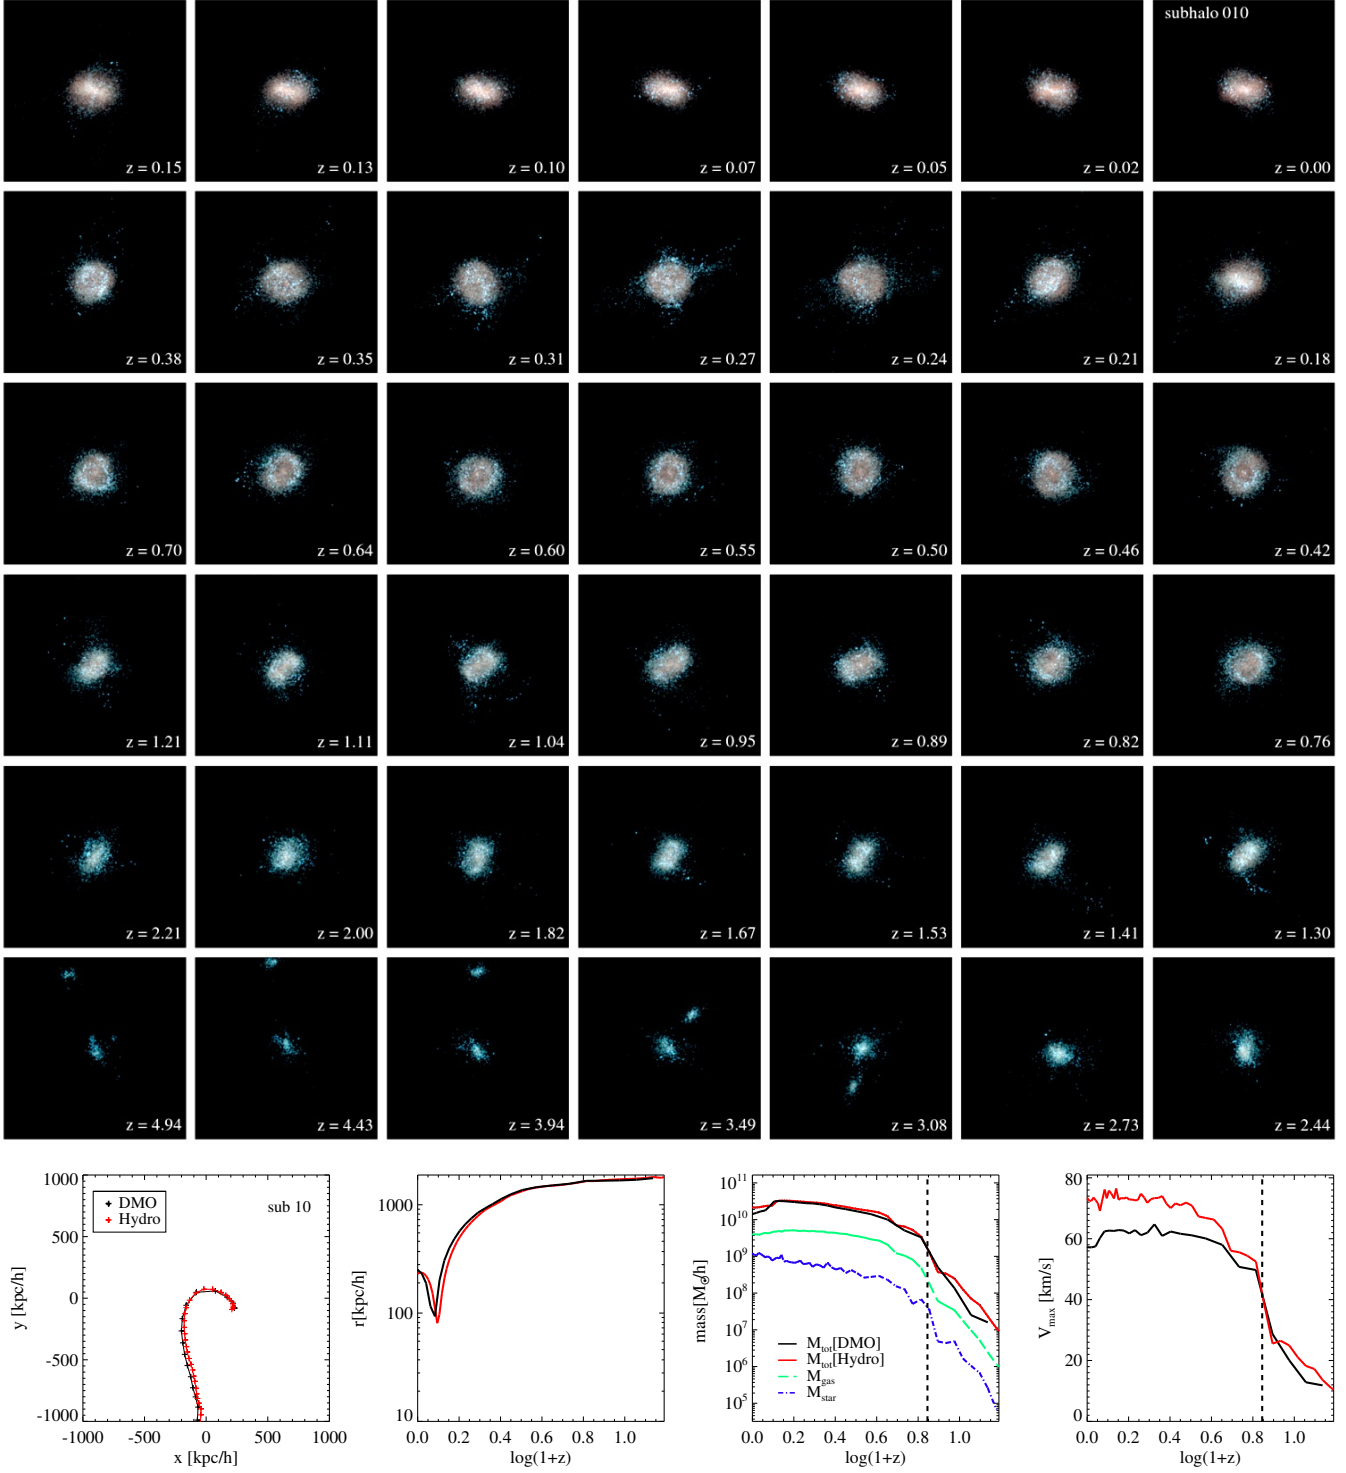 subhalo 010
z = 0.15 z = 0.13 z = 0.10 z = 0.07 z = 0.05 z = 0.02 z = 0.00
z = 0.38 z = 0.35 z = 0.31 z = 0.27 z = 0.24 z = 0.21 z = 0.18
z = 0.70 z = 0.64 z = 0.60 z = 0.55 z = 0.50 z = 0.46 z = 0.42
z = 1.21 z = 1.11 z = 1.04 z = 0.95 z = 0.89 z = 0.82 z = 0.76
z = 2.21 z = 2.00 z = 1.82 z = 1.67 z = 1.53 z = 1.41 z = 1.30
z = 4.94 z = 4.43 z = 3.94 z = 3.49 z = 3.08 z = 2.73 z = 2.44
1000
500
0
-500
-1000
y [kpc/h]
DMO
Hydro
sub 10
-1000 -500 0 500 1000
x [kpc/h]
1000
100
10
r[kpc/h]
0.0 0.2 0.4 0.6 0.8 1.0
log(1+z)
10^11
10^10
10^9
10^8
10^7
10^6
10^5
mass[M☉/h]
M_tot[DMO]
M_tot[Hydro]
M_gas
M_star
0.0 0.2 0.4 0.6 0.8 1.0
log(1+z)
80
60
40
20
0
V_max [km/s]
0.0 0.2 0.4 0.6 0.8 1.0
log(1+z)